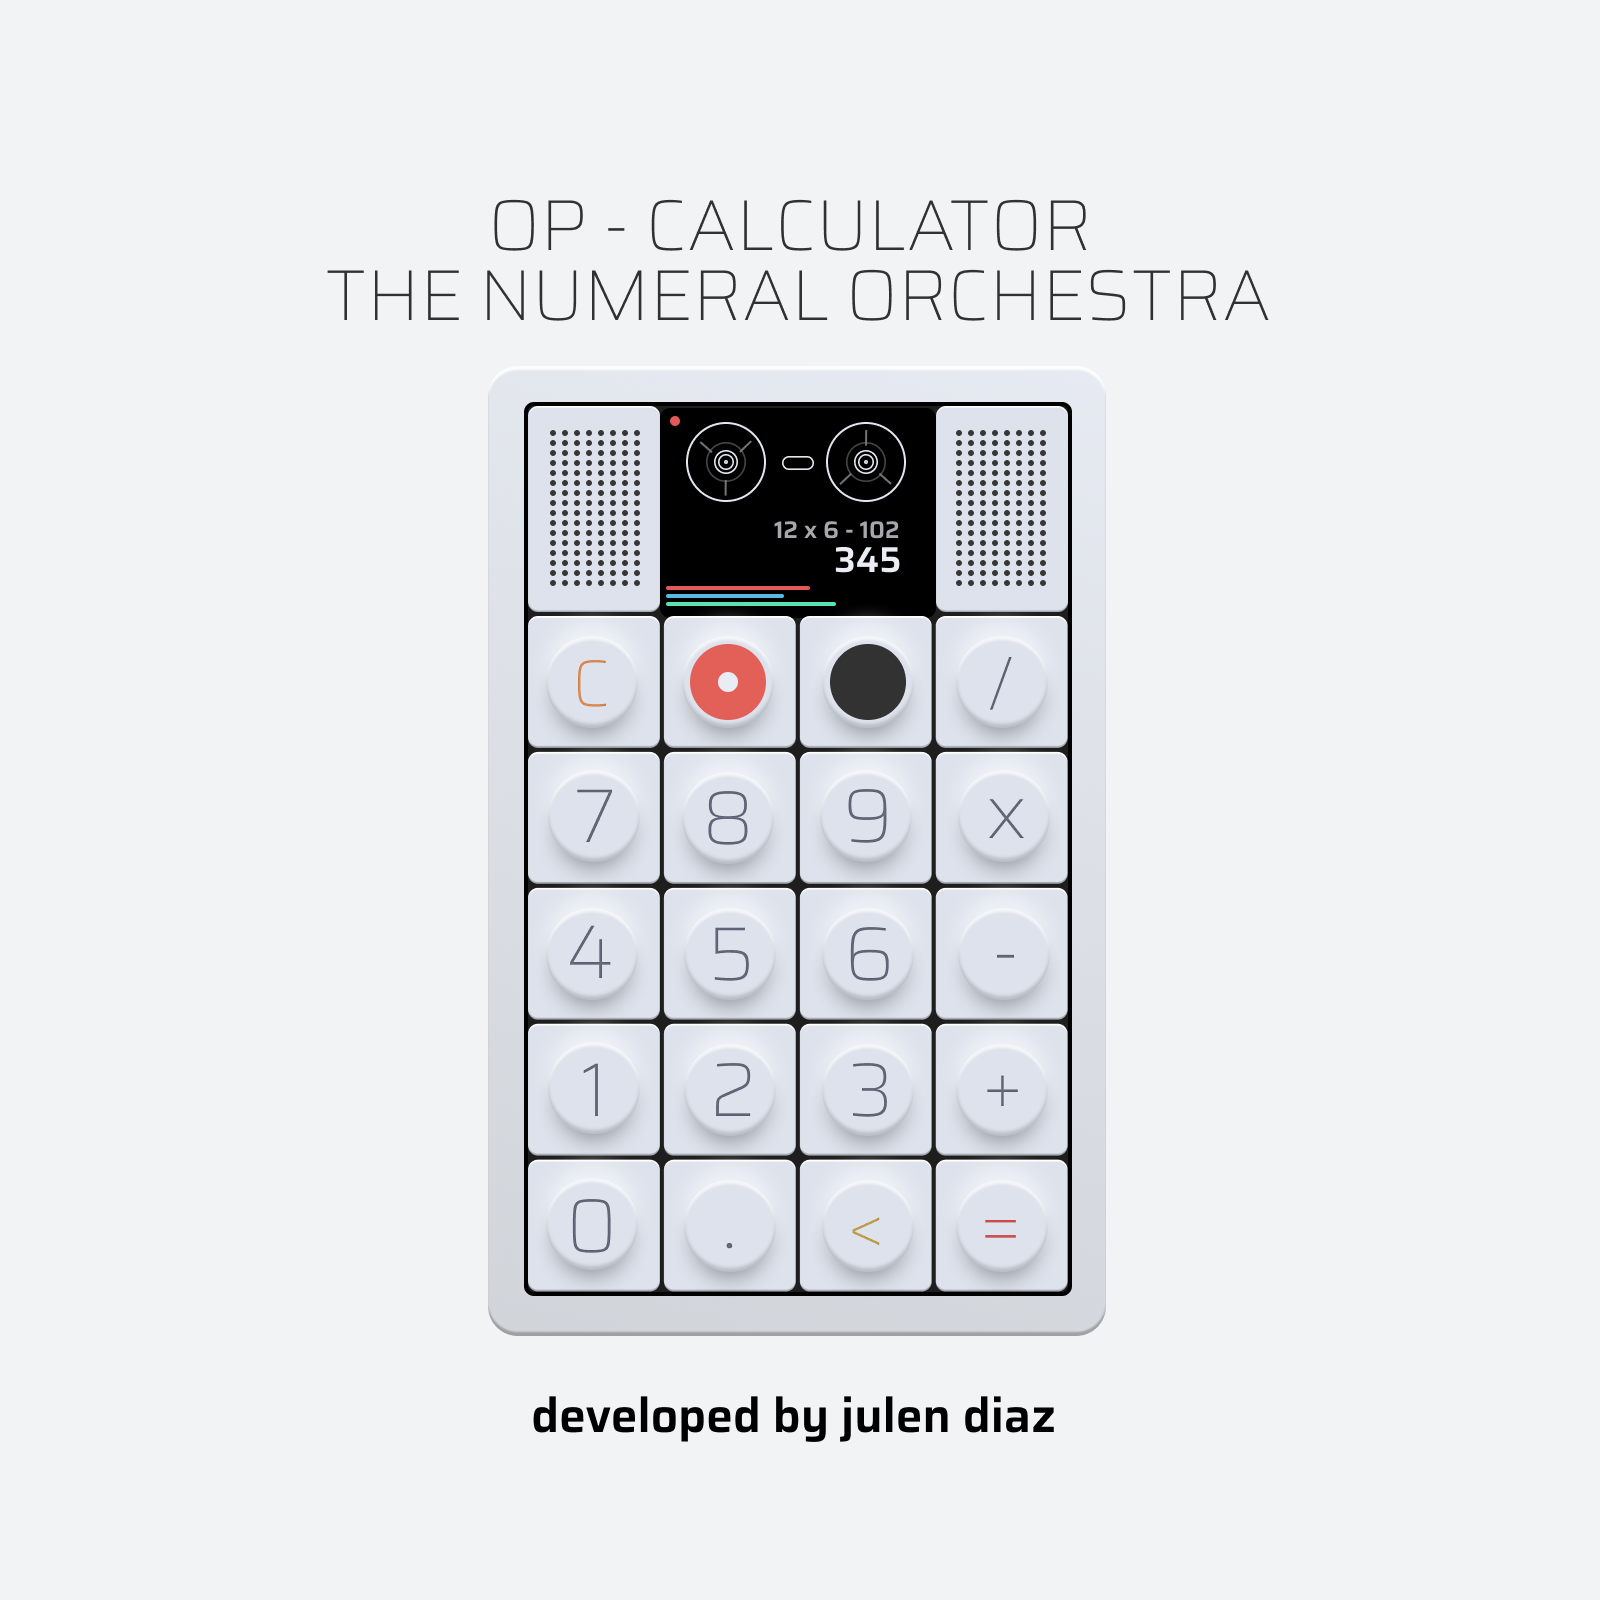 OP - CALCULATOR
THE NUMERAL ORCHESTRA
12 x 6 - 102
345
C /
7 8 9 x
4 5 6 -
1 2 3 +
0 . < =
developed by julen diaz